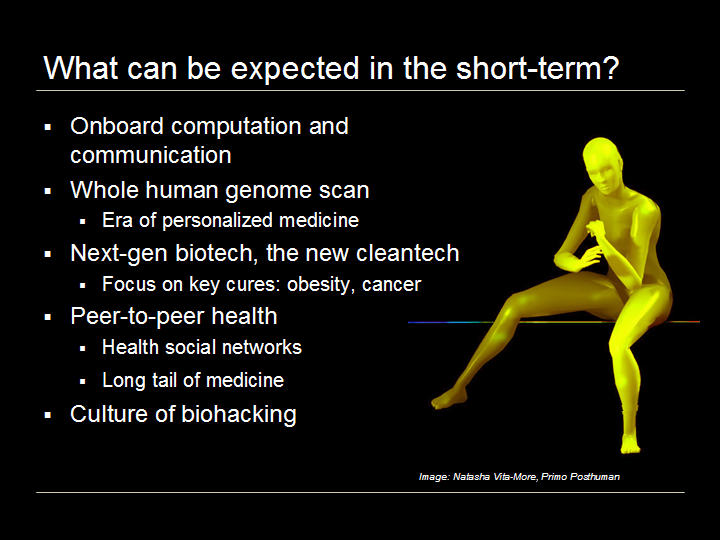 What can be expected in the short-term?
▪ Onboard computation and
communication
▪ Whole human genome scan
▪ Era of personalized medicine
▪ Next-gen biotech, the new cleantech
▪ Focus on key cures: obesity, cancer
▪ Peer-to-peer health
▪ Health social networks
▪ Long tail of medicine
▪ Culture of biohacking
Image: Natasha Vita-More, Primo Posthuman